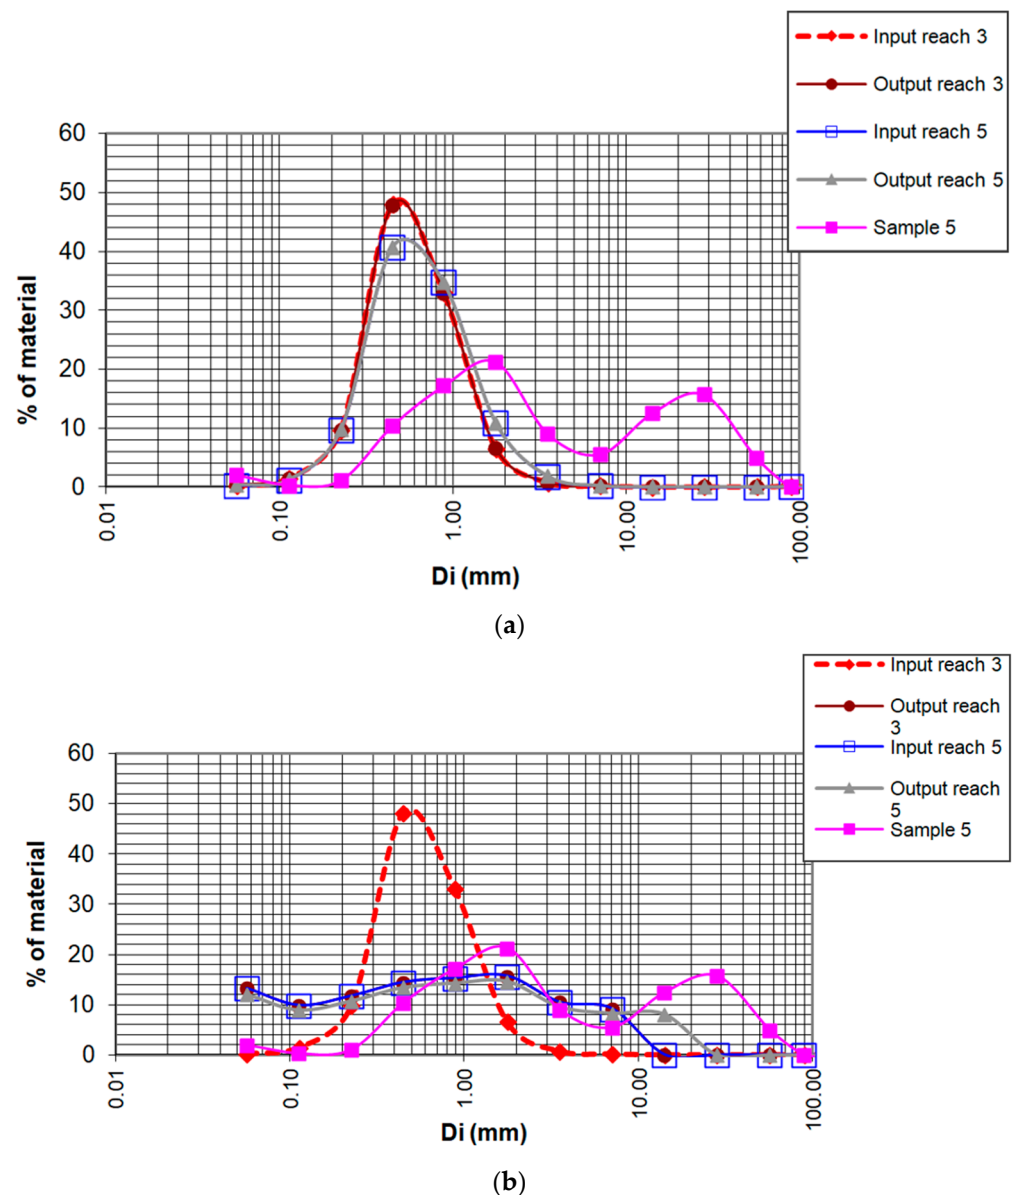 Input reach 3
Output reach 3
Input reach 5
Output reach 5
Sample 5
60
50
40
30
20
10
0
% of material
0.01
0.10
1.00
10.00
100.00
Di (mm)
(a)
Input reach 3
Output reach
3
Input reach 5
Output reach
5
Sample 5
60
50
40
30
20
10
0
% of material
0.01
0.10
1.00
10.00
100.00
Di (mm)
(b)